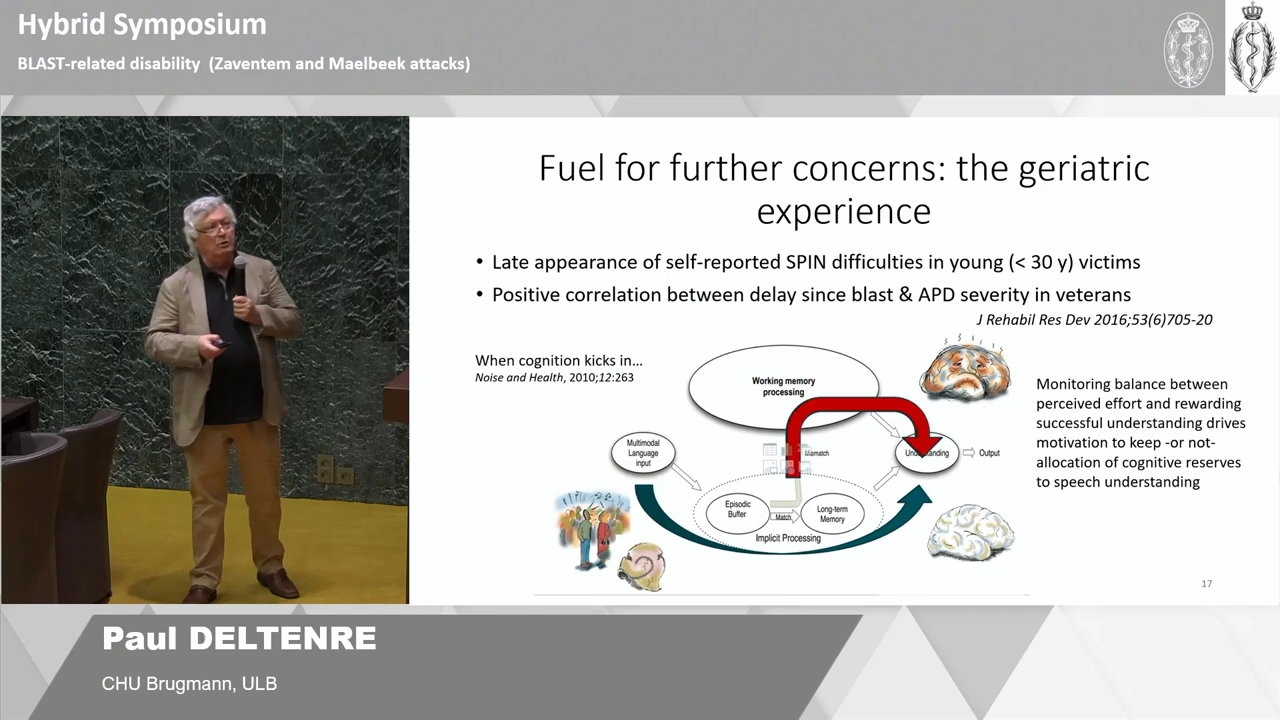 Hybrid Symposium
BLAST-related disability (Zaventem and Maelbeek attacks)
Fuel for further concerns: the geriatric
experience
• Late appearance of self-reported SPIN difficulties in young (< 30 y) victims
• Positive correlation between delay since blast & APD severity in veterans
J Rehabil Res Dev 2016;53(6)705-20
When cognition kicks in...
Noise and Health, 2010;12:263
Working memory
processing
Multimodal
Language
input
Mismatch
Output
Episodic
Buffer
Match
Long-term
Memory
Implicit Processing
Monitoring balance between
perceived effort and rewarding
successful understanding drives
motivation to keep -or not-
allocation of cognitive reserves
to speech understanding
17
Paul DELTENRE
CHU Brugmann, ULB